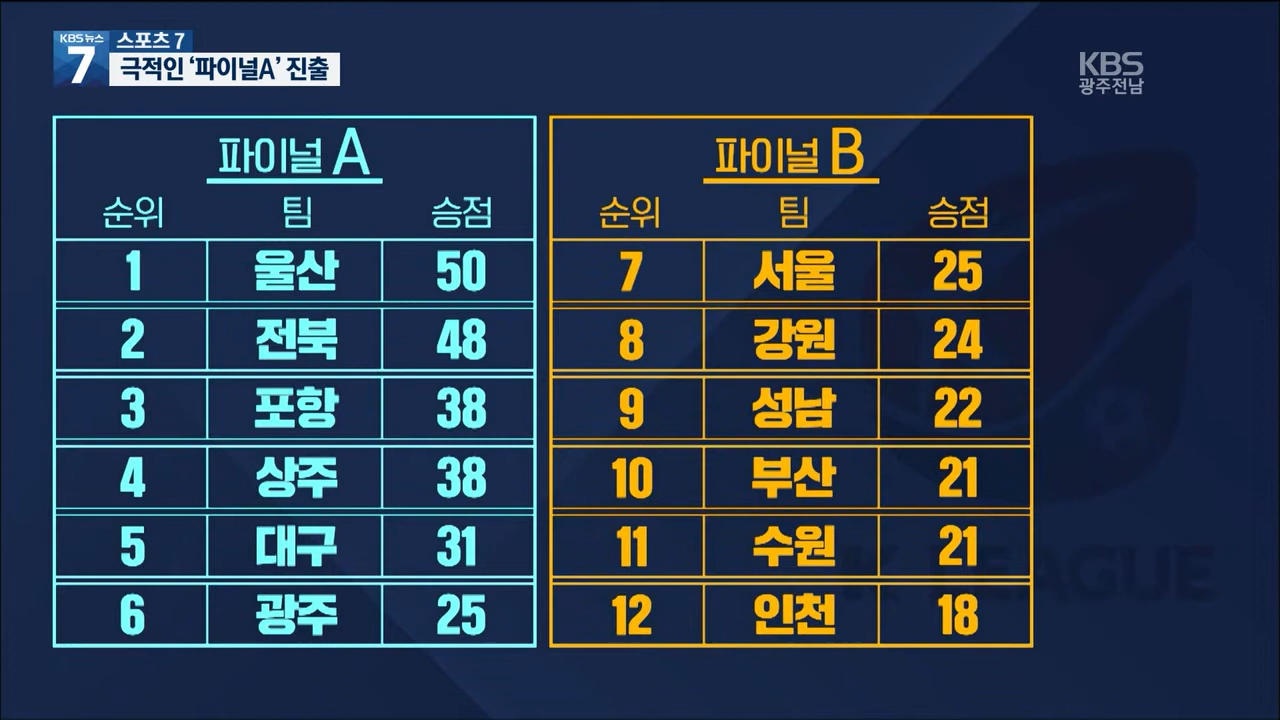 KBS 뉴스
7
스포츠 7
극적인 ‘파이널A’ 진출
KBS
광주전남
파이널 A
순위 팀 승점
1 울산 50
2 전북 48
3 포항 38
4 상주 38
5 대구 31
6 광주 25
파이널 B
순위 팀 승점
7 서울 25
8 강원 24
9 성남 22
10 부산 21
11 수원 21
12 인천 18
K LEAGUE